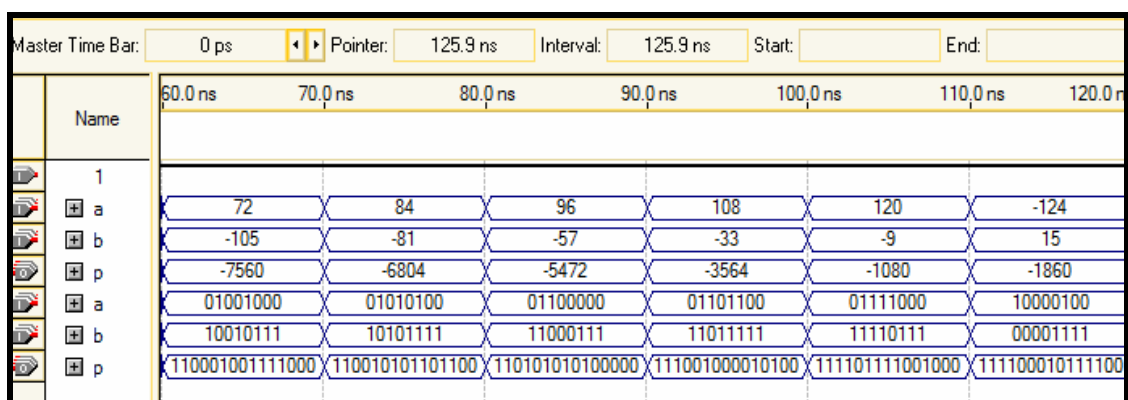 Master Time Bar: 0 ps Pointer: 125.9 ns Interval: 125.9 ns Start: End:
Name 60.0 ns 70.0 ns 80.0 ns 90.0 ns 100.0 ns 110.0 ns 120.0 n
1
a 72 84 96 108 120 -124
b -105 -81 -57 -33 -9 15
p -7560 -6804 -5472 -3564 -1080 -1860
a 01001000 01010100 01100000 01101100 01111000 10000100
b 10010111 10101111 11000111 11011111 11110111 00001111
p 110001001111000 110010101101100 110101010100000 111001000010100 111101111001000 111100010111100